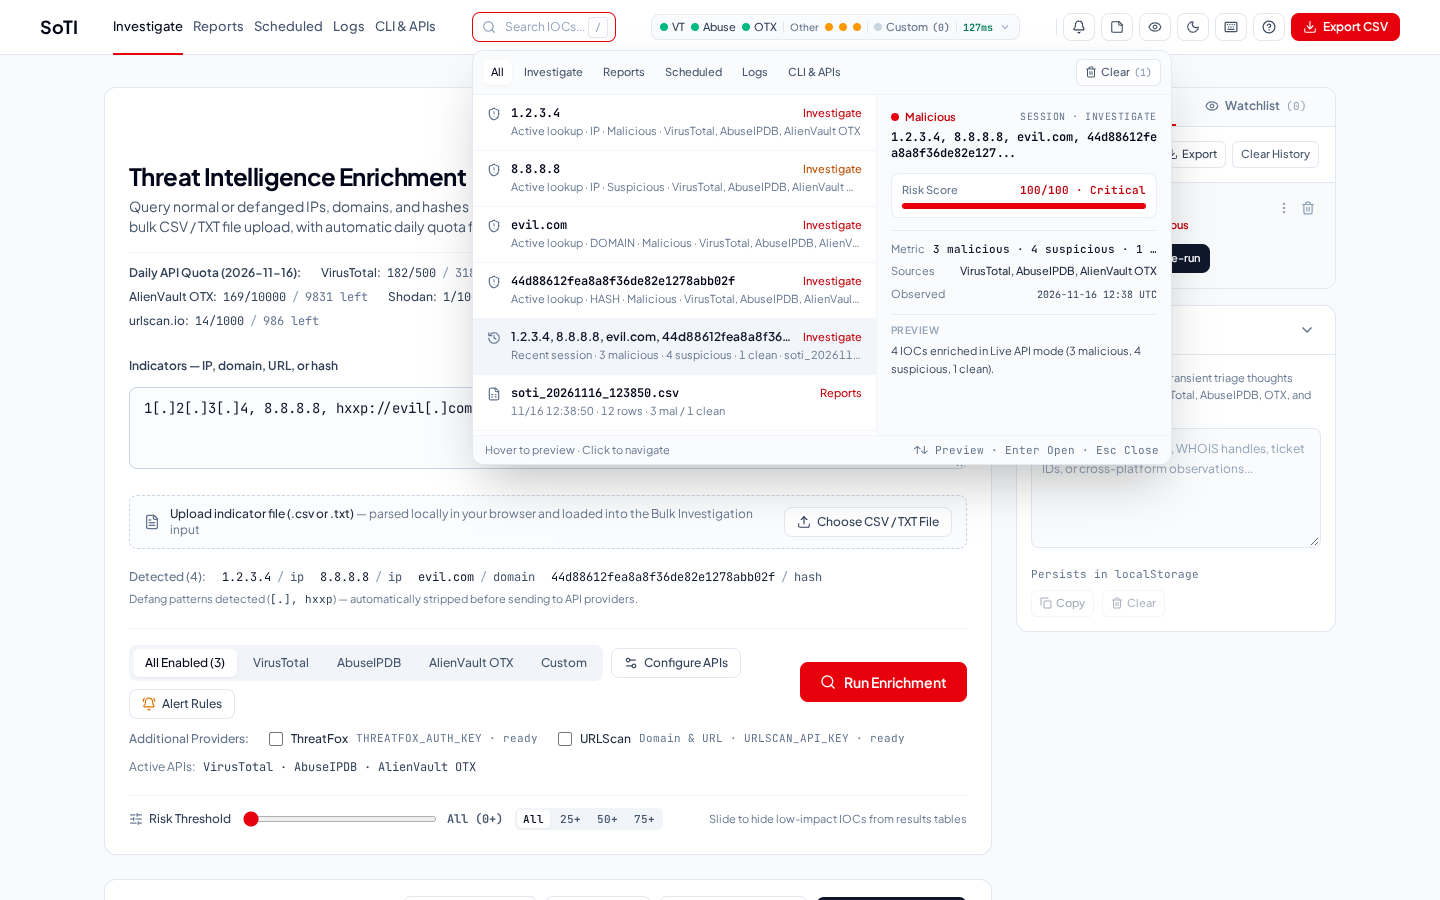 SoTI
Investigate Reports Scheduled Logs CLI & APIs
Search IOCs... /
VT Abuse OTX Other Custom (0) 127ms
Export CSV
All Investigate Reports Scheduled Logs CLI & APIs Clear (1)
1.2.3.4 Investigate
Active lookup · IP · Malicious · VirusTotal, AbuseIPDB, AlienVault OTX
8.8.8.8 Investigate
Active lookup · IP · Suspicious · VirusTotal, AbuseIPDB, AlienVault ...
evil.com Investigate
Active lookup · DOMAIN · Malicious · VirusTotal, AbuseIPDB, AlienV...
44d88612fea8a8f36de82e1278abb02f Investigate
Active lookup · HASH · Malicious · VirusTotal, AbuseIPDB, AlienVaul...
1.2.3.4, 8.8.8.8, evil.com, 44d88612fea8a8f36... Investigate
Recent session · 3 malicious · 4 suspicious · 1 clean · soti_202611...
soti_20261116_123850.csv Reports
11/16 12:38:50 · 12 rows · 3 mal / 1 clean
Malicious SESSION · INVESTIGATE
1.2.3.4, 8.8.8.8, evil.com, 44d88612fe
a8a8f36de82e127...
Risk Score 100/100 · Critical
Metric 3 malicious · 4 suspicious · 1 ...
Sources VirusTotal, AbuseIPDB, AlienVault OTX
Observed 2026-11-16 12:38 UTC
PREVIEW
4 IOCs enriched in Live API mode (3 malicious, 4
suspicious, 1 clean).
Hover to preview · Click to navigate
↑↓ Preview · Enter Open · Esc Close
Threat Intelligence Enrichment
Query normal or defanged IPs, domains, and hashes
bulk CSV / TXT file upload, with automatic daily quota
Daily API Quota (2026-11-16): VirusTotal: 182/500 / 318
AlienVault OTX: 169/10000 / 9831 left Shodan: 1/10
urlscan.io: 14/1000 / 986 left
Indicators — IP, domain, URL, or hash
1[.]2[.]3[.]4, 8.8.8.8, hxxp://evil[.]com
Upload indicator file (.csv or .txt) — parsed locally in your browser and loaded into the Bulk Investigation
input
Choose CSV / TXT File
Detected (4): 1.2.3.4 / ip 8.8.8.8 / ip evil.com / domain 44d88612fea8a8f36de82e1278abb02f / hash
Defang patterns detected ([.], hxxp) — automatically stripped before sending to API providers.
All Enabled (3) VirusTotal AbuseIPDB AlienVault OTX Custom Configure APIs
Alert Rules
Run Enrichment
Additional Providers: ThreatFox THREATFOX_AUTH_KEY · ready URLScan Domain & URL · URLSCAN_API_KEY · ready
Active APIs: VirusTotal · AbuseIPDB · AlienVault OTX
Risk Threshold All (0+) All 25+ 50+ 75+ Slide to hide low-impact IOCs from results tables
Watchlist (0)
Export Clear History
ous
e-run
ransient triage thoughts
Total, AbuseIPDB, OTX, and
, WHOIS handles, ticket
IDs, or cross-platform observations...
Persists in localStorage
Copy Clear